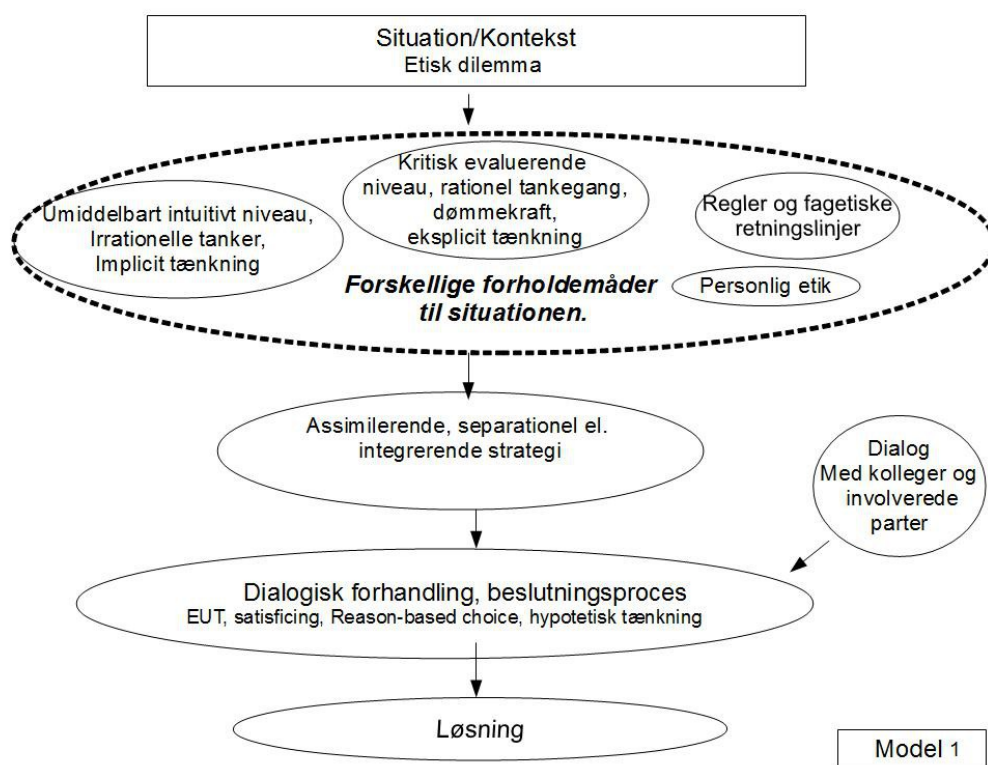 Situation/Kontekst
Etisk dilemma
Umiddelbart intuitivt niveau,
Irrationelle tanker,
Implicit tænkning
Kritisk evaluerende
niveau, rationel tankegang,
dømmekraft,
eksplicit tænkning
Regler og fagetiske
retningslinjer
Personlig etik
Forskellige forholdemåder
til situationen.
Assimilerende, separationel el.
integrerende strategi
Dialog
Med kolleger og
involverede
parter
Dialogisk forhandling, beslutningsproces
EUT, satisficing, Reason-based choice, hypotetisk tænkning
Løsning
Model 1